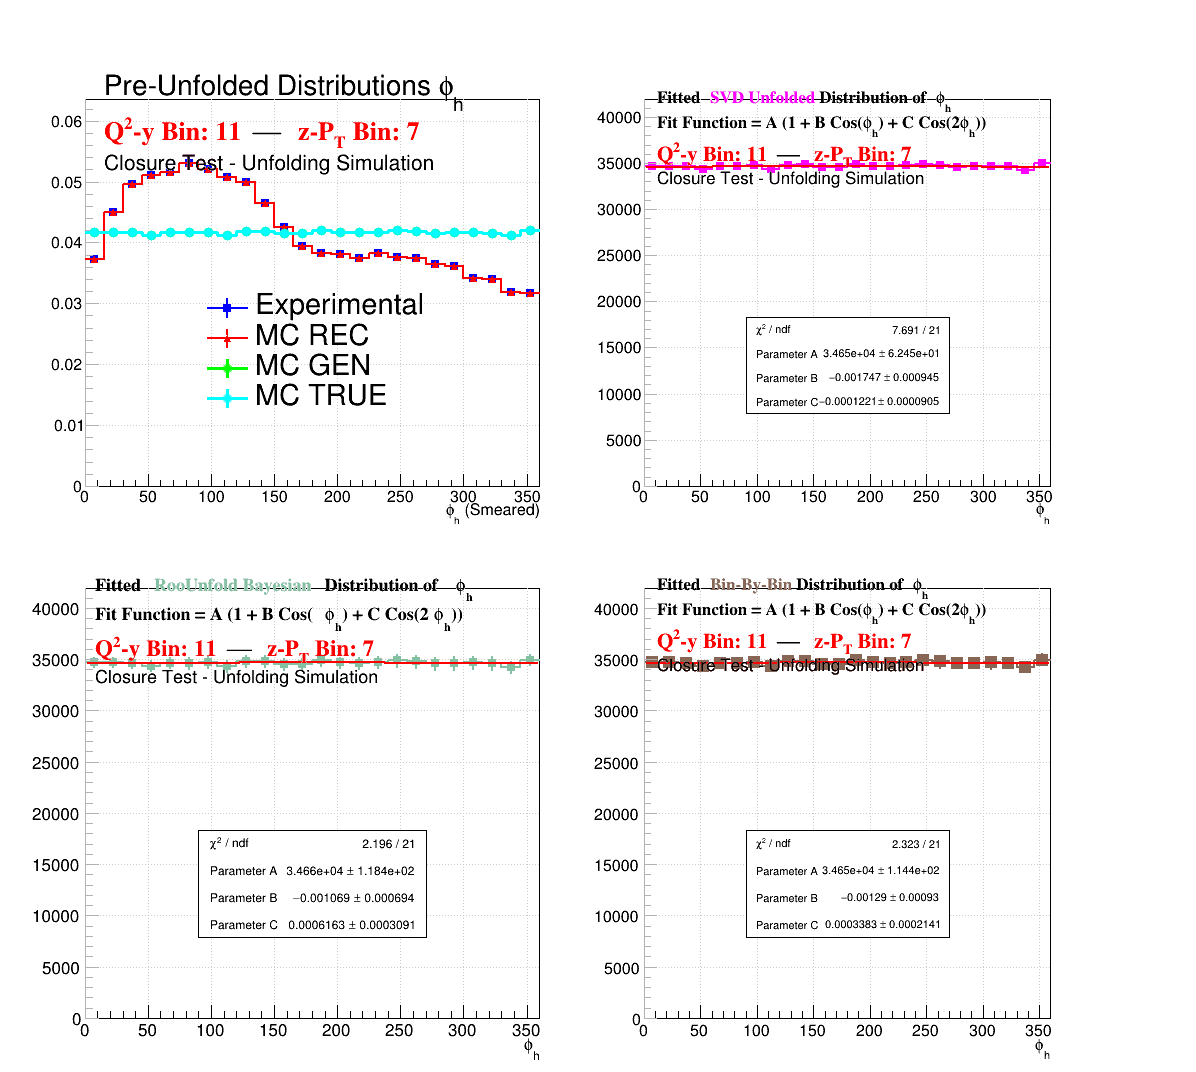 Pre-Unfolded Distributions ϕh
Q2-y Bin: 11 — z-PT Bin: 7
Closure Test - Unfolding Simulation
0.06
0.05
0.04
0.03
0.02
0.01
0
Experimental
MC REC
MC GEN
MC TRUE
0 50 100 150 200 250 300 350
ϕh (Smeared)
Fitted SVD Unfolded Distribution of ϕh
Fit Function = A (1 + B Cos(ϕh) + C Cos(2ϕh))
Q2-y Bin: 11 — z-PT Bin: 7
Closure Test - Unfolding Simulation
40000
35000
30000
25000
20000
15000
10000
5000
0
χ2 / ndf 7.691 / 21
Parameter A 3.465e+04 ± 6.245e+01
Parameter B −0.001747 ± 0.000945
Parameter C −0.0001221 ± 0.0000905
0 50 100 150 200 250 300 350
ϕh
Fitted RooUnfold Bayesian Distribution of ϕh
Fit Function = A (1 + B Cos( ϕh) + C Cos(2 ϕh))
Q2-y Bin: 11 — z-PT Bin: 7
Closure Test - Unfolding Simulation
40000
35000
30000
25000
20000
15000
10000
5000
0
χ2 / ndf 2.196 / 21
Parameter A 3.466e+04 ± 1.184e+02
Parameter B −0.001069 ± 0.000694
Parameter C 0.0006163 ± 0.0003091
0 50 100 150 200 250 300 350
ϕh
Fitted Bin-By-Bin Distribution of ϕh
Fit Function = A (1 + B Cos(ϕh) + C Cos(2ϕh))
Q2-y Bin: 11 — z-PT Bin: 7
Closure Test - Unfolding Simulation
40000
35000
30000
25000
20000
15000
10000
5000
0
χ2 / ndf 2.323 / 21
Parameter A 3.465e+04 ± 1.144e+02
Parameter B −0.00129 ± 0.00093
Parameter C 0.0003383 ± 0.0002141
0 50 100 150 200 250 300 350
ϕh